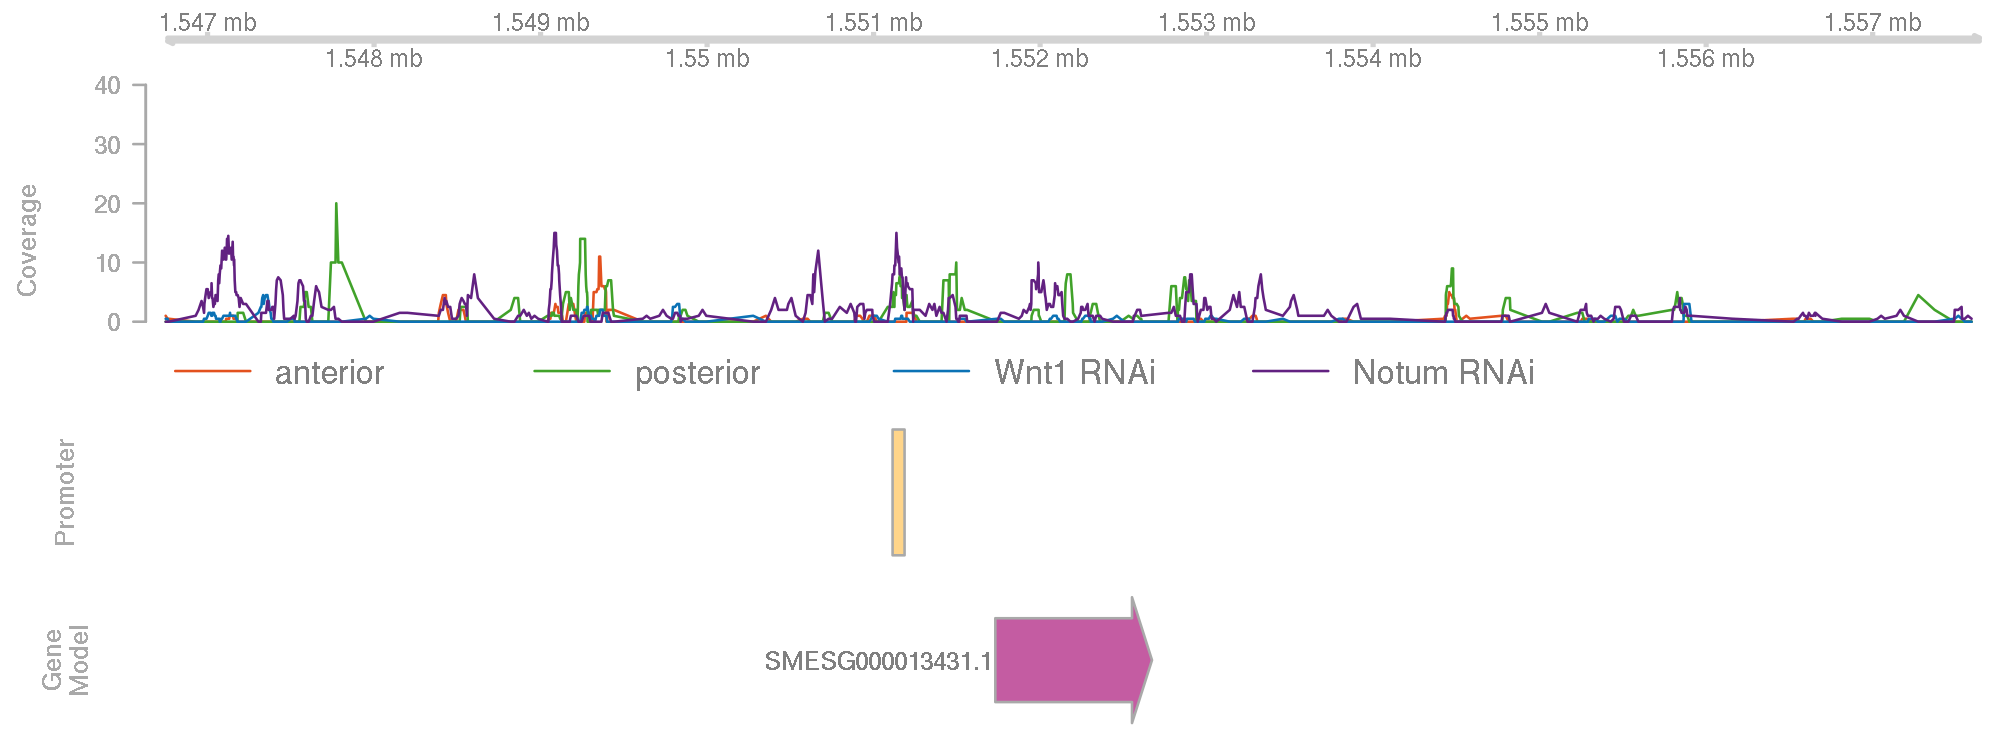 1.547 mb 1.549 mb 1.551 mb 1.553 mb 1.555 mb 1.557 mb
1.548 mb 1.55 mb 1.552 mb 1.554 mb 1.556 mb
40
30
20
10
0
Coverage
anterior posterior Wnt1 RNAi Notum RNAi
Promoter
Gene
Model
SMESG000013431.1